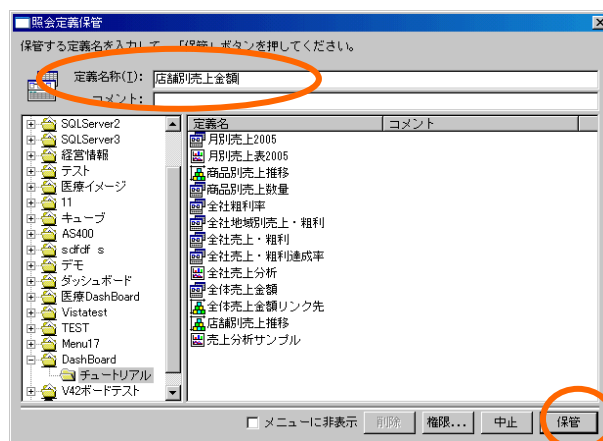 照会定義保管
保管する定義名を入力して、「保管」ボタンを押してください。
定義名称(I): 店舗別売上金額
コメント:
SQLServer2
SQLServer3
経営情報
テスト
医療イメージ
11
キューブ
AS400
sdfdf s
デモ
ダッシュボード
医療DashBoard
Vistatest
TEST
Menu17
DashBoard
チュートリアル
V42ボードテスト
定義名 コメント
月別売上2005
月別売上表2005
商品別売上推移
商品別売上数量
全社粗利率
全社地域別売上・粗利
全社売上・粗利
全社売上・粗利達成率
全社売上分析
全体売上金額
全体売上金額リンク先
店舗別売上推移
売上分析サンプル
メニューに非表示 削除 権限... 中止 保管